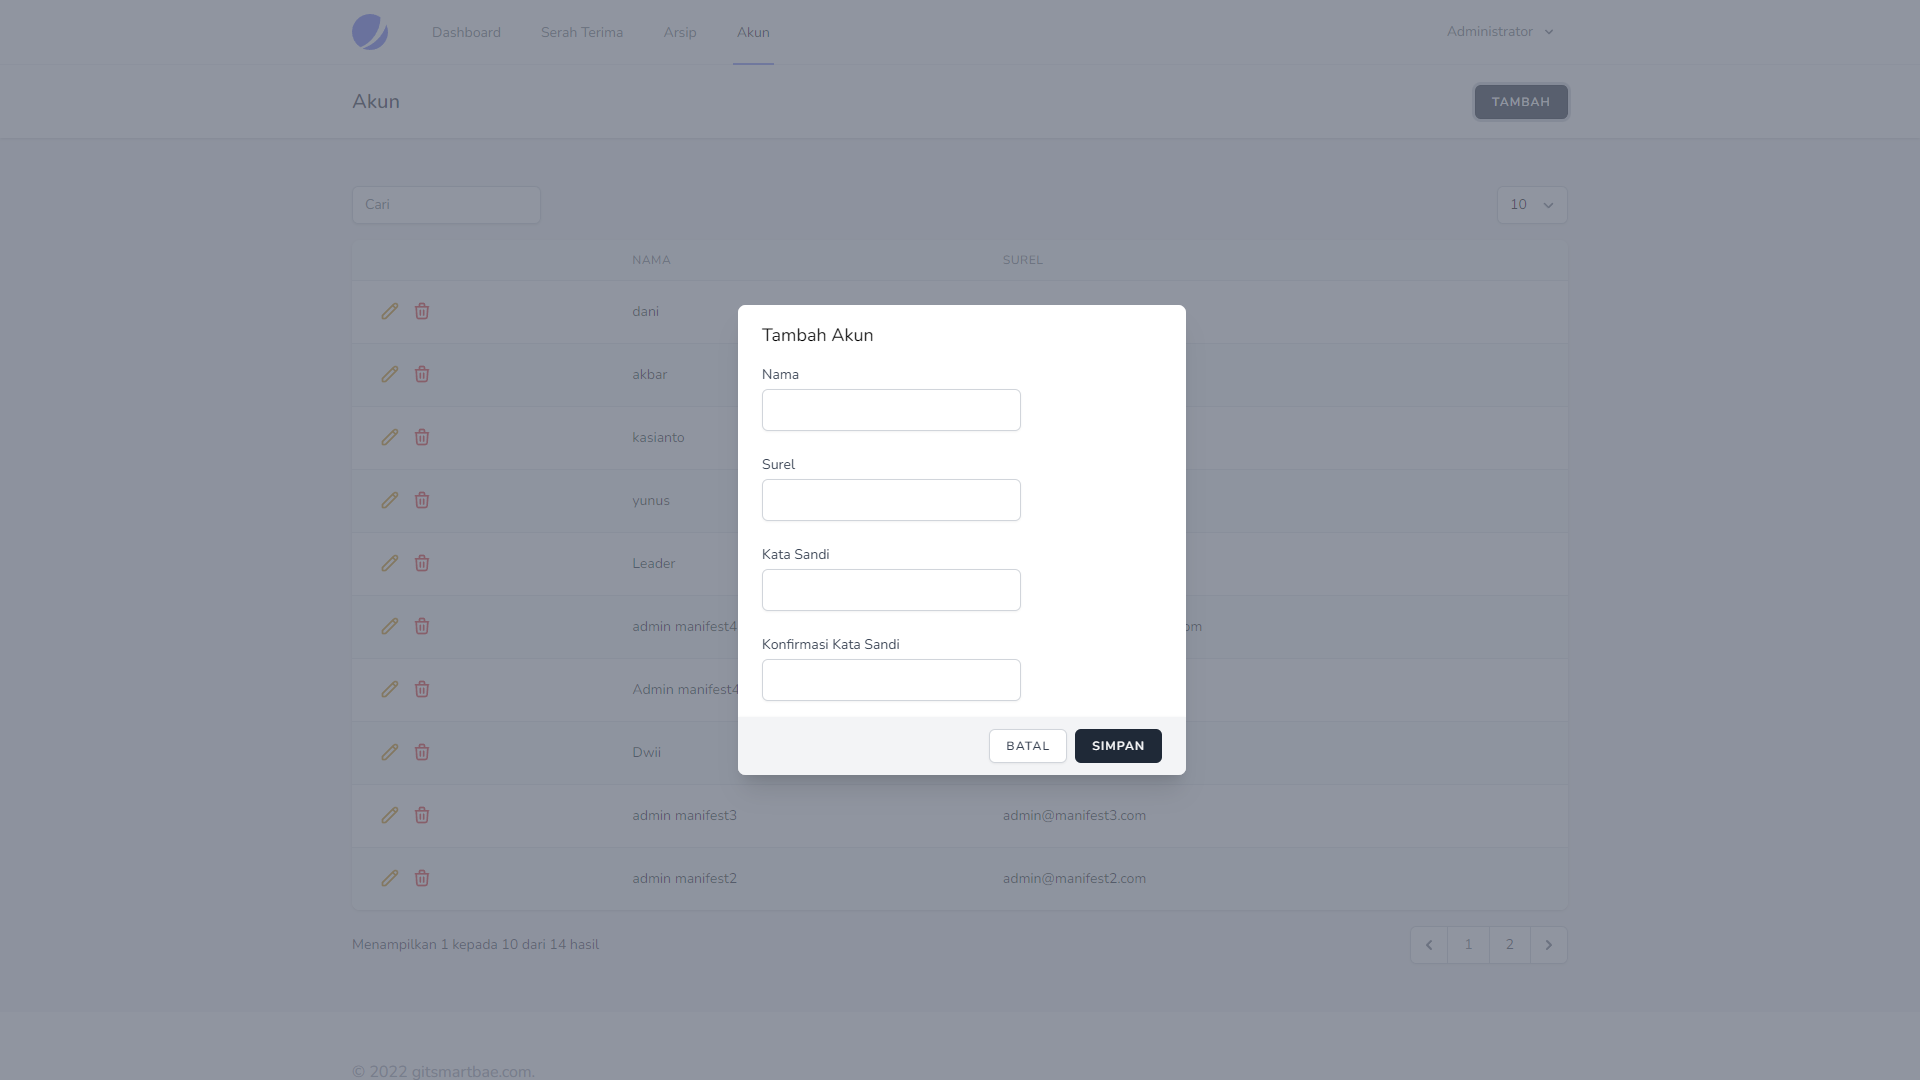 Dashboard
Serah Terima
Arsip
Akun
Administrator
Akun
TAMBAH
Cari
10
NAMA
SUREL
dani
akbar
kasianto
yunus
Leader
admin manifest4
om
Admin manifest4
Dwii
admin manifest3
admin@manifest3.com
admin manifest2
admin@manifest2.com
Tambah Akun
Nama
Surel
Kata Sandi
Konfirmasi Kata Sandi
BATAL
SIMPAN
Menampilkan 1 kepada 10 dari 14 hasil
1
2
© 2022 gitsmartbae.com.